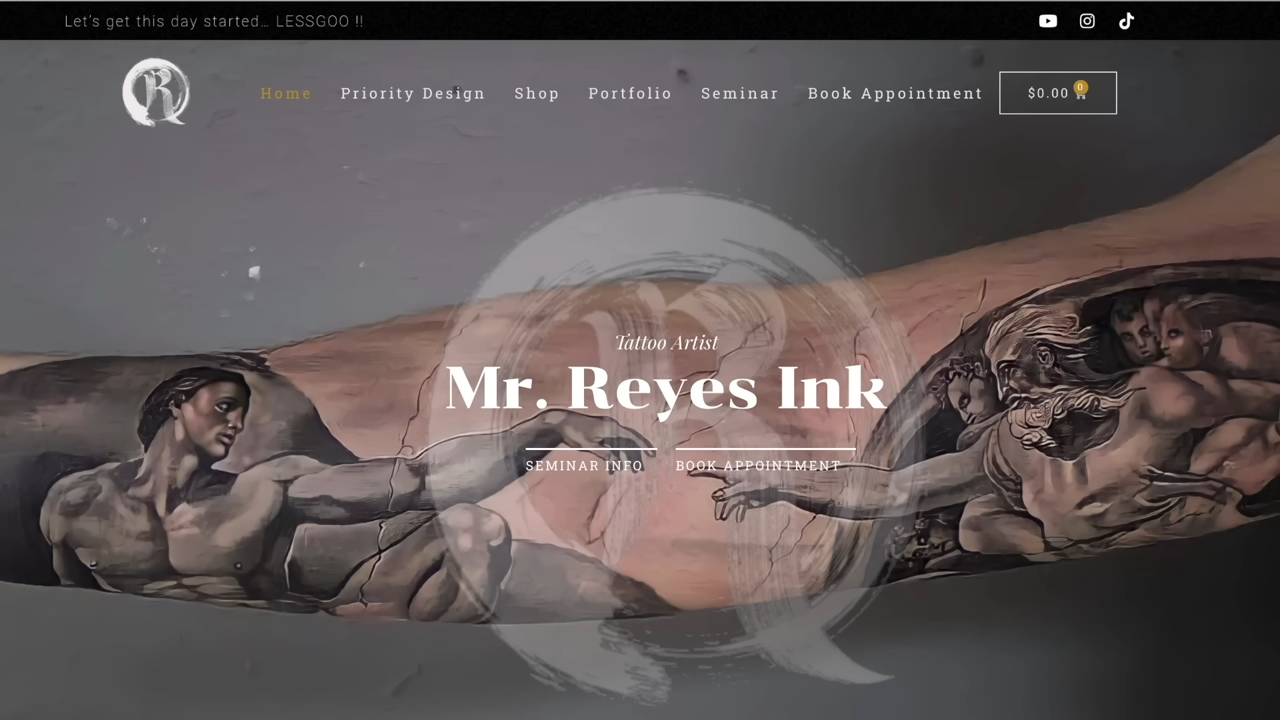 Let's get this day started… LESSGOO !!
R
Home Priority Design Shop Portfolio Seminar Book Appointment $0.00 0
Tattoo Artist
Mr. Reyes Ink
SEMINAR INFO BOOK APPOINTMENT